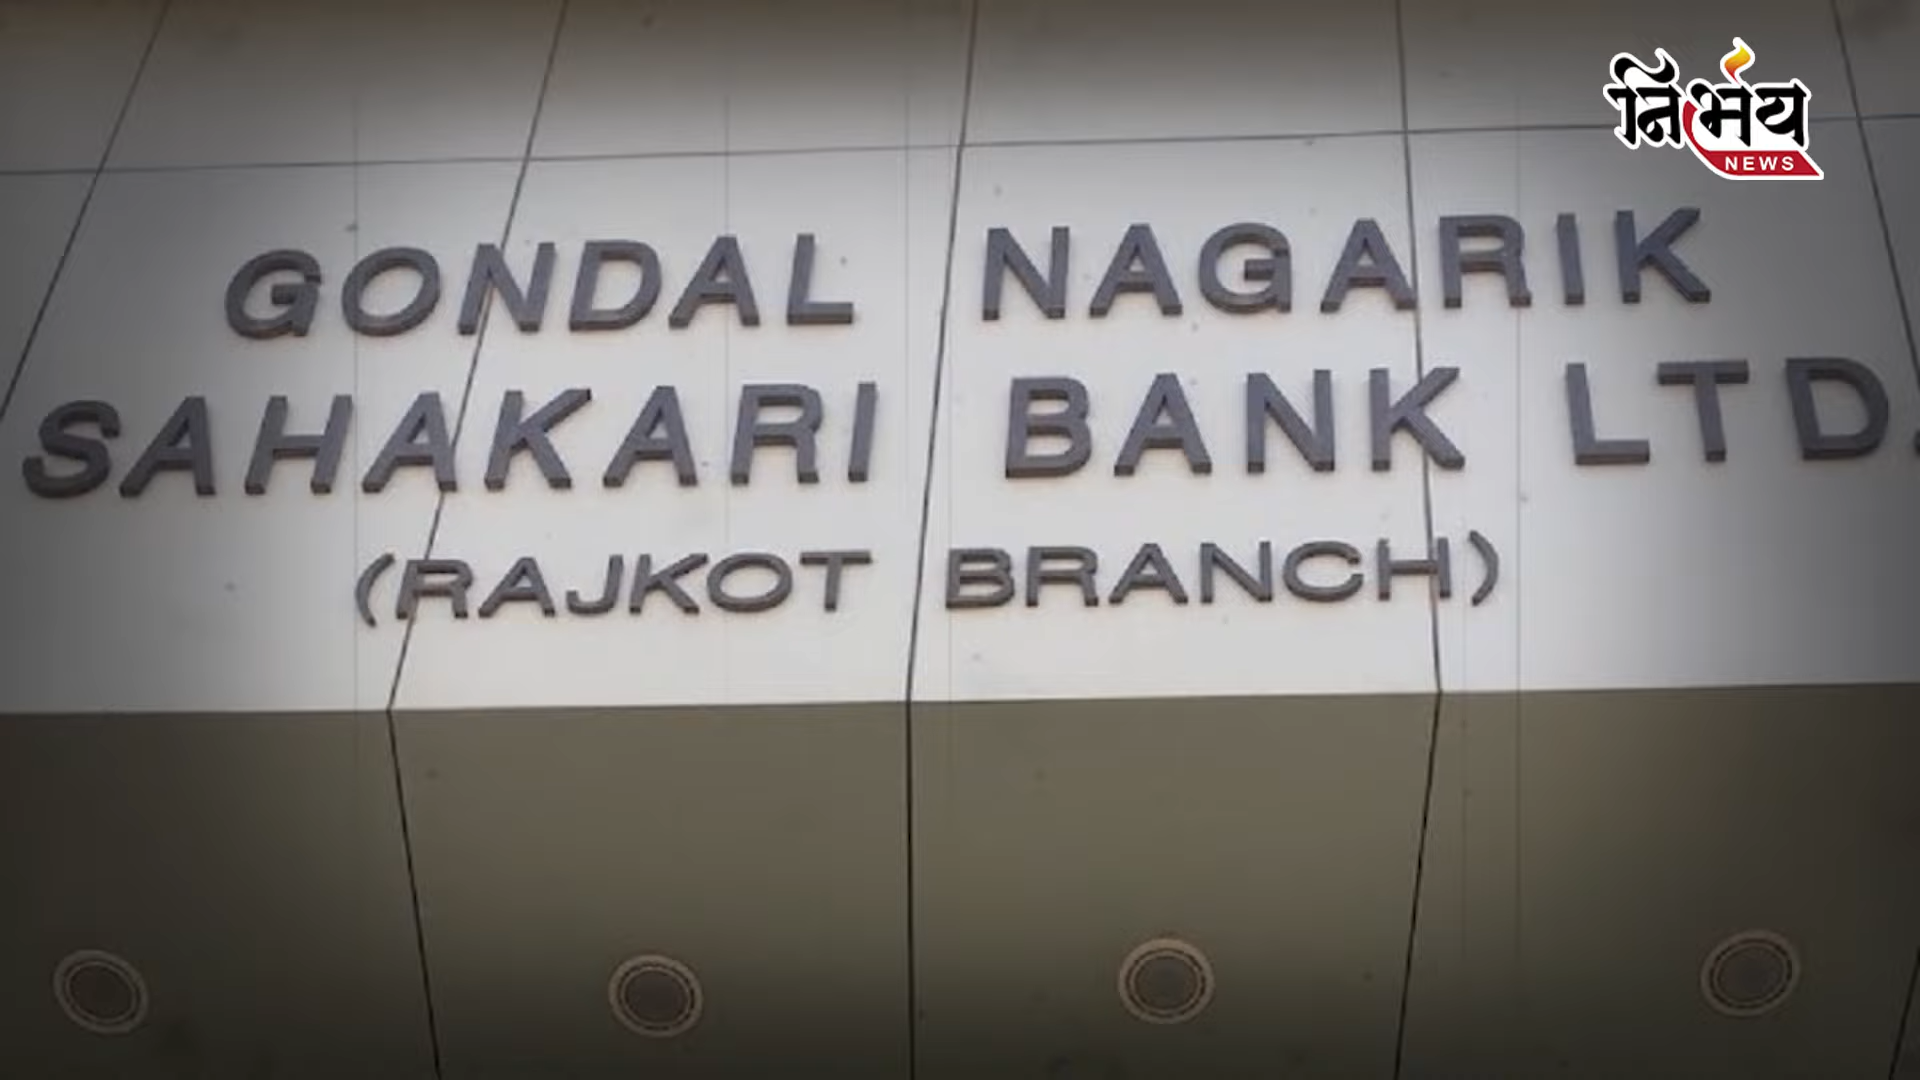 निर्भय
NEWS
GONDAL NAGARIK
SAHAKARI BANK LTD.
(RAJKOT BRANCH)